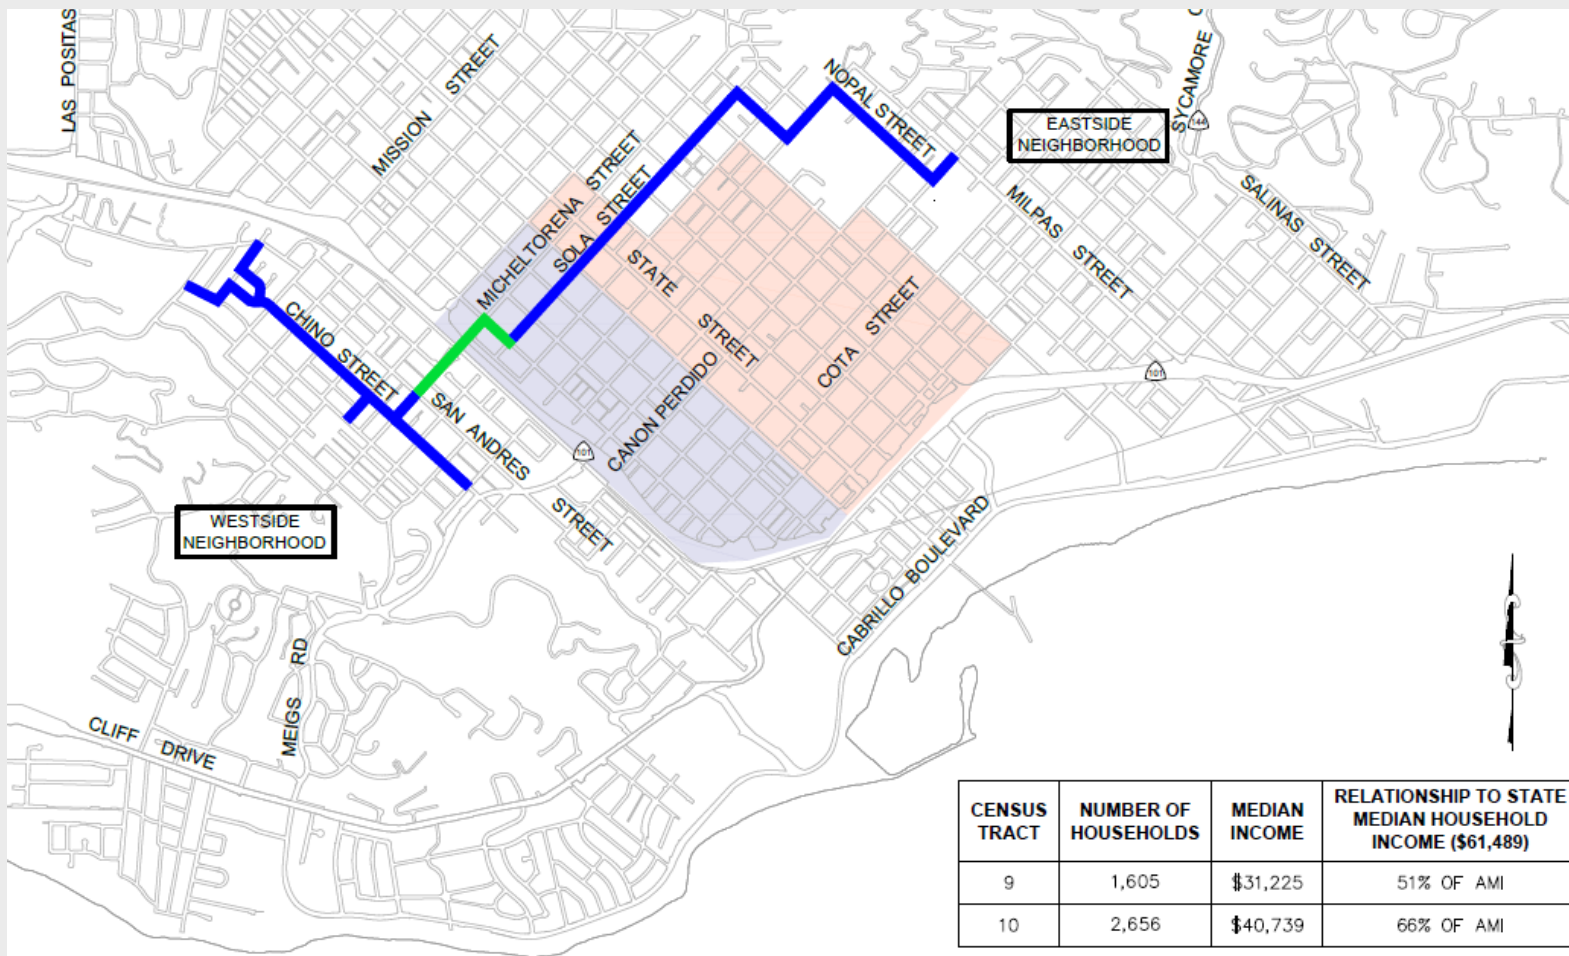 LAS POSITAS
MISSION STREET
MICHELTORENA STREET
SOLA STREET
NOPAL STREET
EASTSIDE
NEIGHBORHOOD
SYCAMORE C
144
SALINAS STREET
MILPAS STREET
STATE STREET
COTA STREET
CANON PERDIDO
CHINO STREET
SAN ANDRES STREET
101
101
WESTSIDE
NEIGHBORHOOD
CABRILLO BOULEVARD
MEIGS RD
CLIFF DRIVE
CENSUS
TRACT
NUMBER OF
HOUSEHOLDS
MEDIAN
INCOME
RELATIONSHIP TO STATE
MEDIAN HOUSEHOLD
INCOME ($61,489)
9 1,605 $31,225 51% OF AMI
10 2,656 $40,739 66% OF AMI